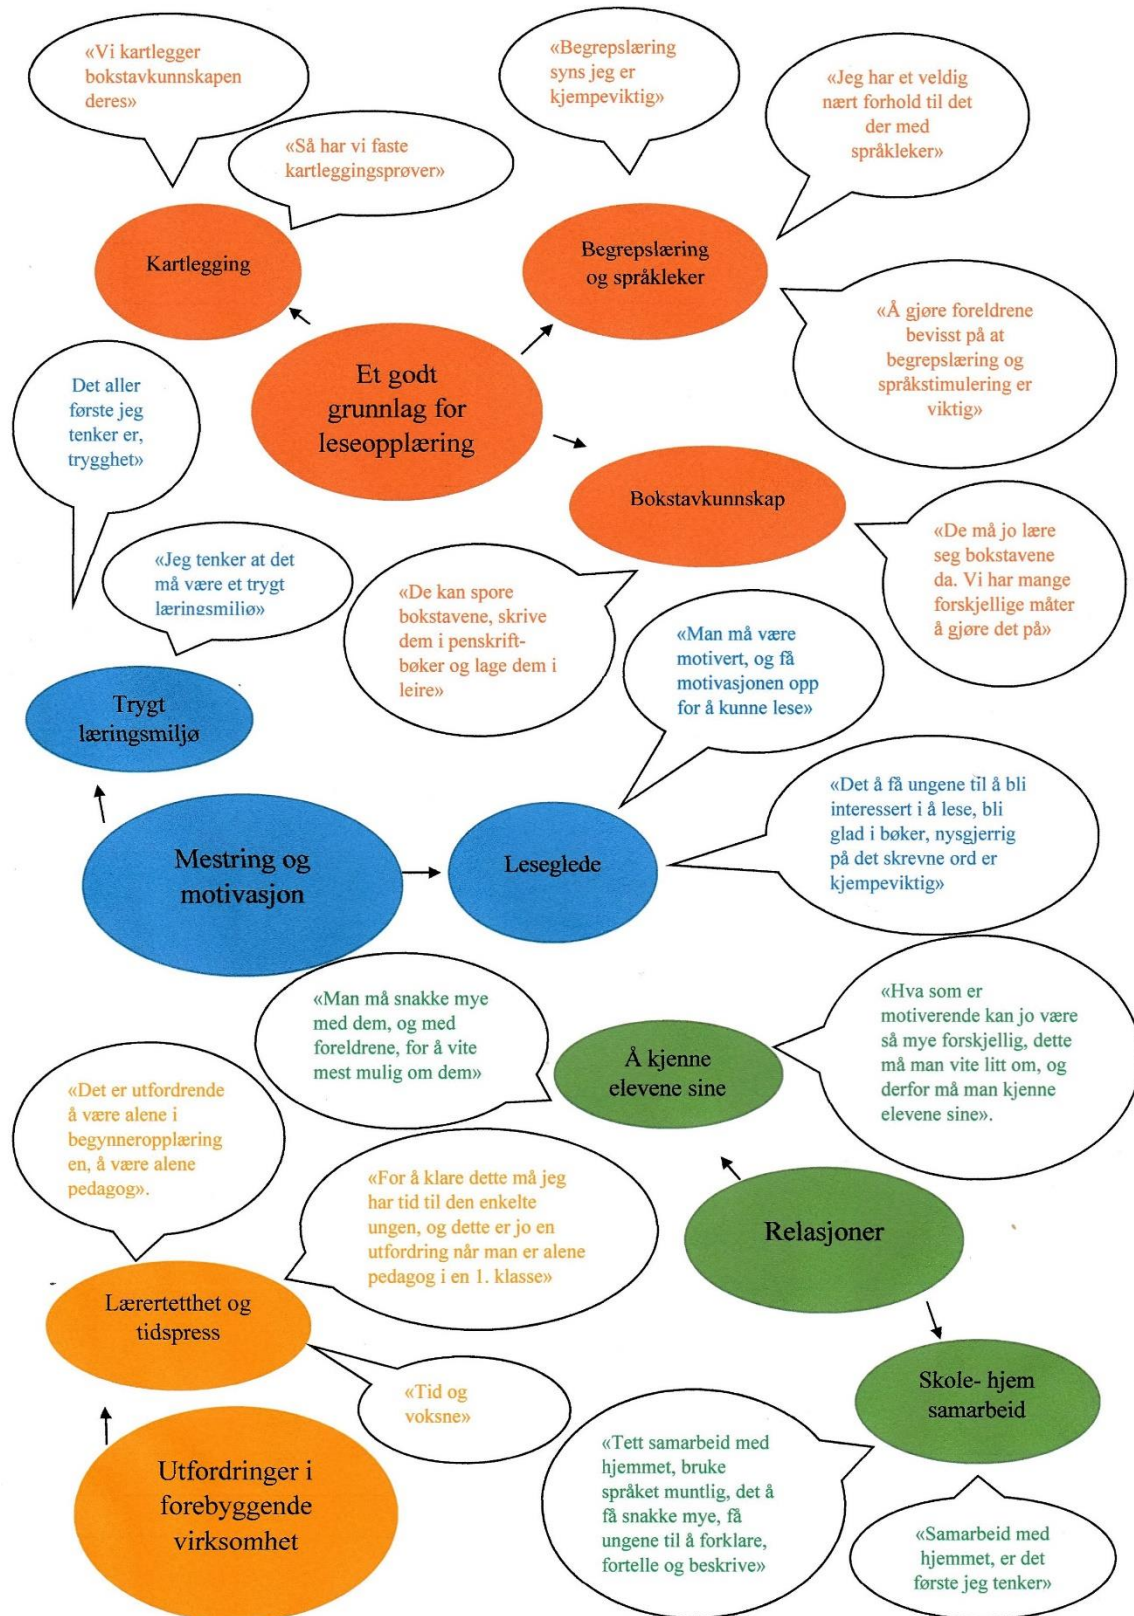 «Vi kartlegger
bokstavkunnskapen
deres»
«Så har vi faste
kartleggingsprøver»
«Begrepslæring
syns jeg er
kjempeviktig»
«Jeg har et veldig
nært forhold til det
der med
språkleker»
Kartlegging
Begrepslæring
og språkleker
«Å gjøre foreldrene
bevisst på at
begrepslæring og
språkstimulering er
viktig»
Et godt
grunnlag for
leseopplæring
Det aller
første jeg
tenker er,
trygghet»
Bokstavkunnskap
«De må jo lære
seg bokstavene
da. Vi har mange
forskjellige måter
å gjøre det på»
«Jeg tenker at det
må være et trygt
læringsmiljø»
«De kan spore
bokstavene, skrive
dem i penskrift-
bøker og lage dem i
leire»
«Man må være
motivert, og få
motivasjonen opp
for å kunne lese»
Trygt
læringsmiljø
«Det å få ungene til å bli
interessert i å lese, bli
glad i bøker, nysgjerrig
på det skrevne ord er
kjempeviktig»
Mestring og
motivasjon
Leseglede
«Man må snakke mye
med dem, og med
foreldrene, for å vite
mest mulig om dem»
«Hva som er
motiverende kan jo være
så mye forskjellig, dette
må man vite litt om, og
derfor må man kjenne
elevene sine».
Å kjenne
elevene sine
«Det er utfordrende
å være alene i
begynneropplæring
en, å være alene
pedagog».
«For å klare dette må jeg
har tid til den enkelte
ungen, og dette er jo en
utfordring når man er alene
pedagog i en 1. klasse»
Relasjoner
Lærertetthet og
tidspress
«Tid og
voksne»
Skole- hjem
samarbeid
Utfordringer i
forebyggende
virksomhet
«Tett samarbeid med
hjemmet, bruke
språket muntlig, det å
få snakke mye, få
ungene til å forklare,
fortelle og beskrive»
«Samarbeid med
hjemmet, er det
første jeg tenker»